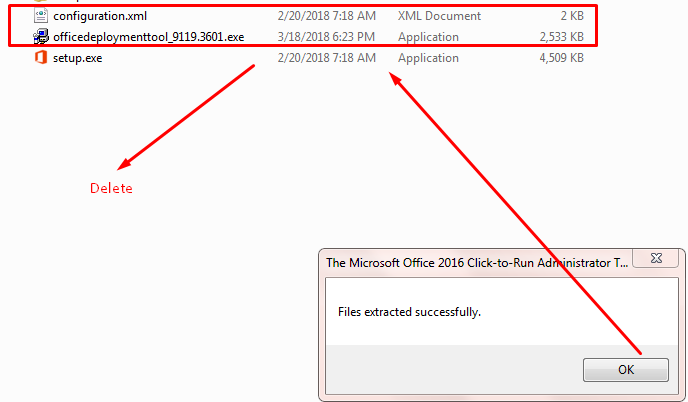 configuration.xml 2/20/2018 7:18 AM XML Document 2 KB
officedeploymenttool_9119.3601.exe 3/18/2018 6:23 PM Application 2,533 KB
setup.exe 2/20/2018 7:18 AM Application 4,509 KB
Delete
The Microsoft Office 2016 Click-to-Run Administrator T...
Files extracted successfully.
OK